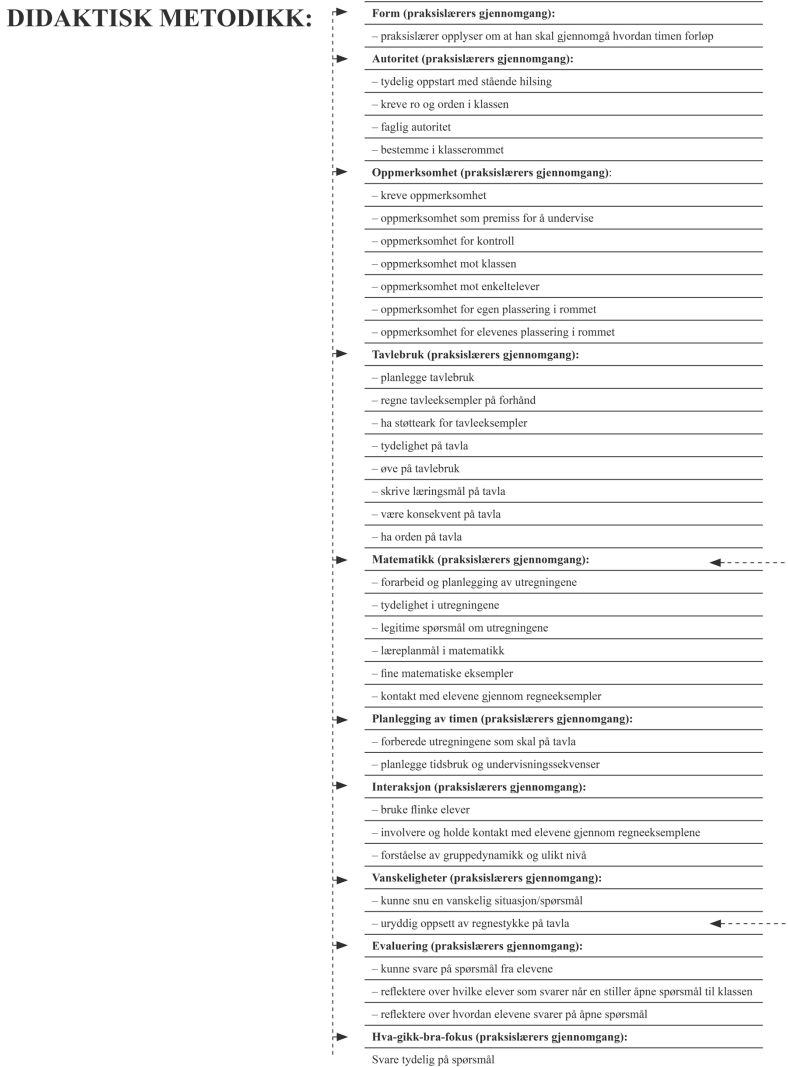 DIDAKTISK METODIKK:
Form (praksislærers gjennomgang):
– praksislærer opplyser om at han skal gjennomgå hvordan timen forløp
Autoritet (praksislærers gjennomgang):
– tydelig oppstart med stående hilsing
– kreve ro og orden i klassen
– faglig autoritet
– bestemme i klasserommet
Oppmerksomhet (praksislærers gjennomgang):
– kreve oppmerksomhet
– oppmerksomhet som premiss for å undervise
– oppmerksomhet for kontroll
– oppmerksomhet mot klassen
– oppmerksomhet mot enkeltelever
– oppmerksomhet for egen plassering i rommet
– oppmerksomhet for elevenes plassering i rommet
Tavlebruk (praksislærers gjennomgang):
– planlegge tavlebruk
– regne tavleeksempler på forhånd
– ha støtteark for tavleeksempler
– tydelighet på tavla
– øve på tavlebruk
– skrive læringsmål på tavla
– være konsekvent på tavla
– ha orden på tavla
Matematikk (praksislærers gjennomgang):
– forarbeid og planlegging av utregningene
– tydelighet i utregningene
– legitime spørsmål om utregningene
– læreplanmål i matematikk
– fine matematiske eksempler
– kontakt med elevene gjennom regneeksempler
Planlegging av timen (praksislærers gjennomgang):
– forberede utregningene som skal på tavla
– planlegge tidsbruk og undervisningssekvenser
Interaksjon (praksislærers gjennomgang):
– bruke flinke elever
– involvere og holde kontakt med elevene gjennom regneeksemplene
– forståelse av gruppedynamikk og ulikt nivå
Vanskeligheter (praksislærers gjennomgang):
– kunne snu en vanskelig situasjon/spørsmål
– uryddig oppsett av regnestykke på tavla
Evaluering (praksislærers gjennomgang):
– kunne svare på spørsmål fra elevene
– reflektere over hvilke elever som svarer når en stiller åpne spørsmål til klassen
– reflektere over hvordan elevene svarer på åpne spørsmål
Hva-gikk-bra-fokus (praksislærers gjennomgang):
Svare tydelig på spørsmål